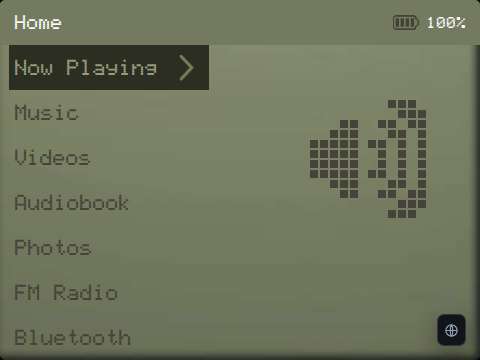 Home
100%
Now Playing
Music
Videos
Audiobook
Photos
FM Radio
Bluetooth